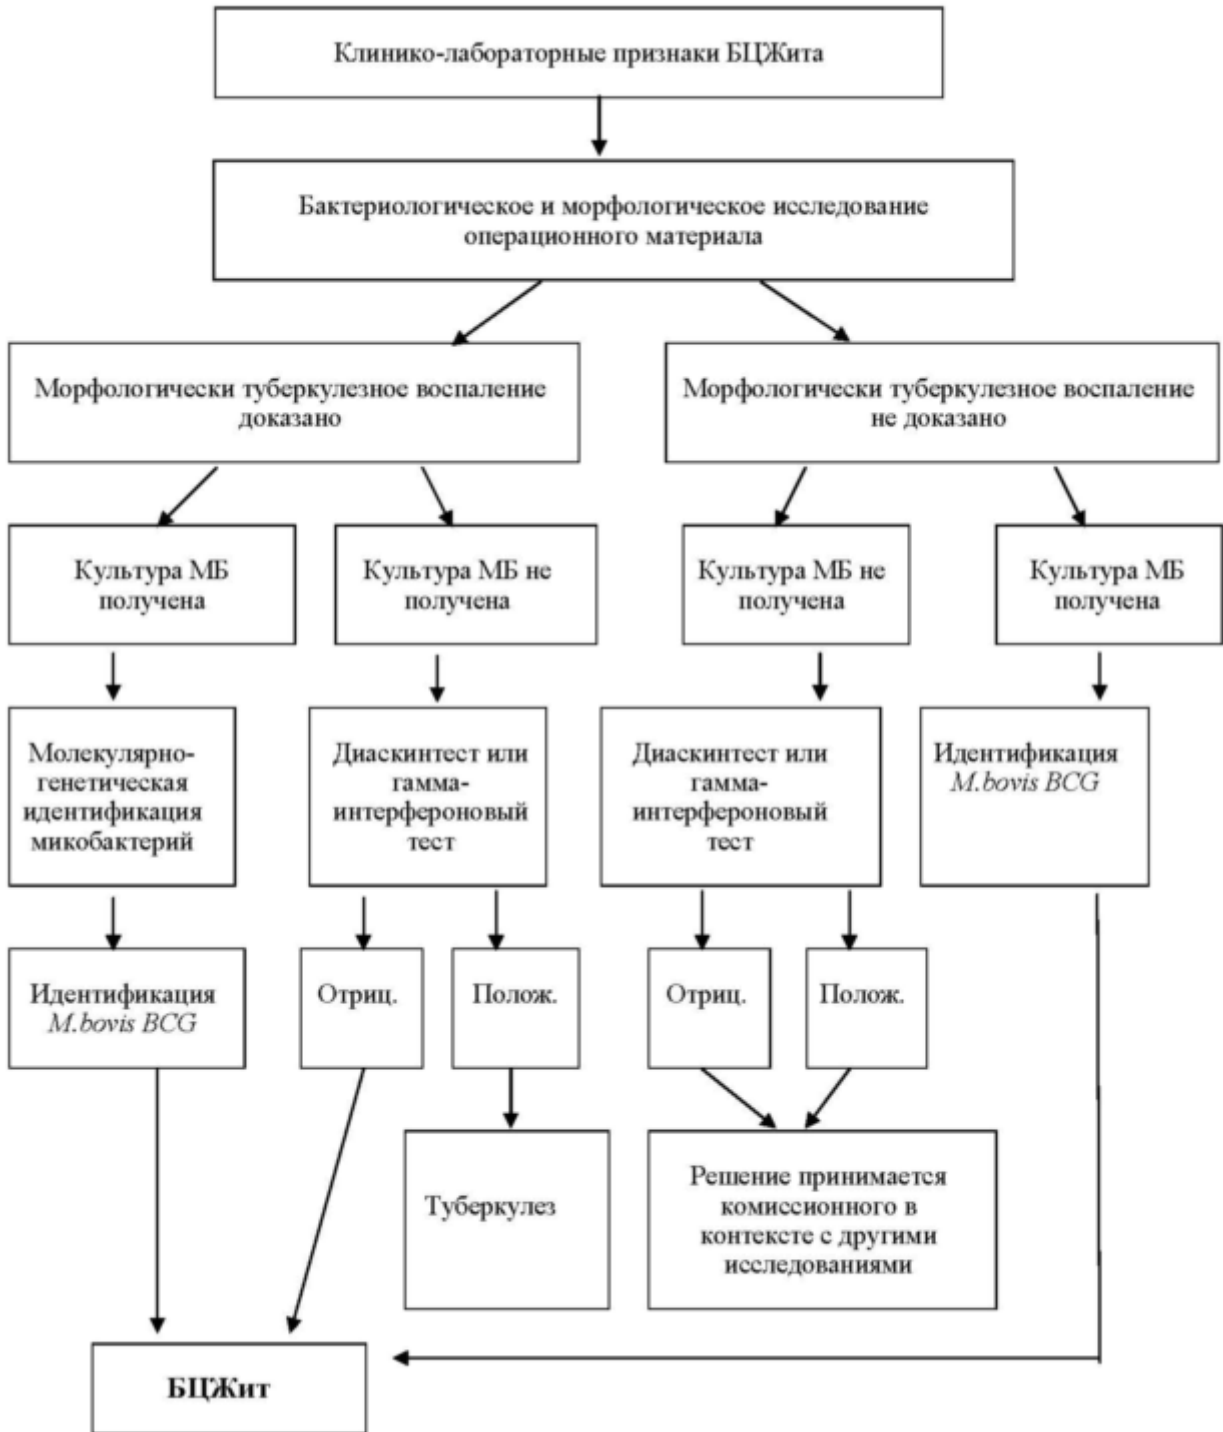 Клинико-лабораторные признаки БЦЖита
Бактериологическое и морфологическое исследование
операционного материала
Морфологически туберкулезное воспаление
доказано
Морфологически туберкулезное воспаление
не доказано
Культура МБ
получена
Культура МБ не
получена
Культура МБ не
получена
Культура МБ
получена
Молекулярно-
генетическая
идентификация
микобактерий
Диаскинтест или
гамма-
интерфероновый
тест
Диаскинтест или
гамма-
интерфероновый
тест
Идентификация
M.bovis BCG
Идентификация
M.bovis BCG
Отриц.
Полож.
Отриц.
Полож.
Туберкулез
Решение принимается
комиссионного в
контексте с другими
исследованиями
БЦЖит